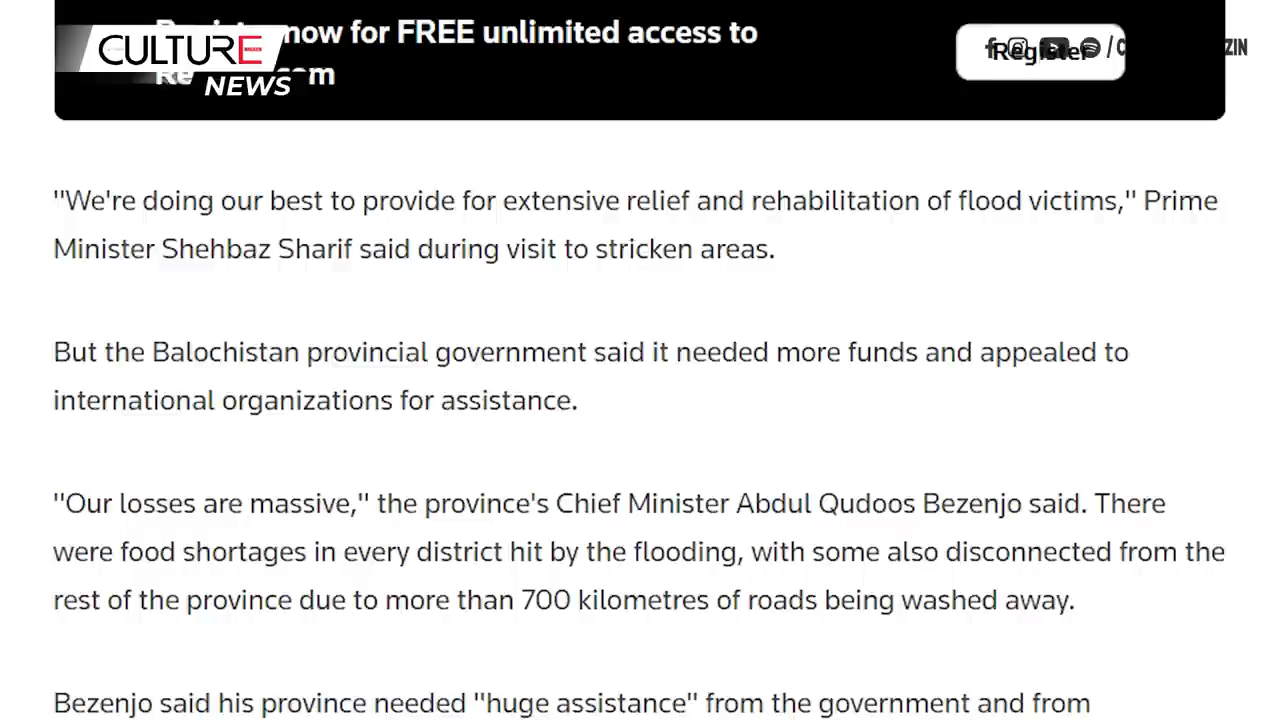 CULTURE
NEWS
now for FREE unlimited access to
Register
"We're doing our best to provide for extensive relief and rehabilitation of flood victims," Prime
Minister Shehbaz Sharif said during visit to stricken areas.
But the Balochistan provincial government said it needed more funds and appealed to
international organizations for assistance.
"Our losses are massive," the province's Chief Minister Abdul Qudoos Bezenjo said. There
were food shortages in every district hit by the flooding, with some also disconnected from the
rest of the province due to more than 700 kilometres of roads being washed away.
Bezenjo said his province needed "huge assistance" from the government and from